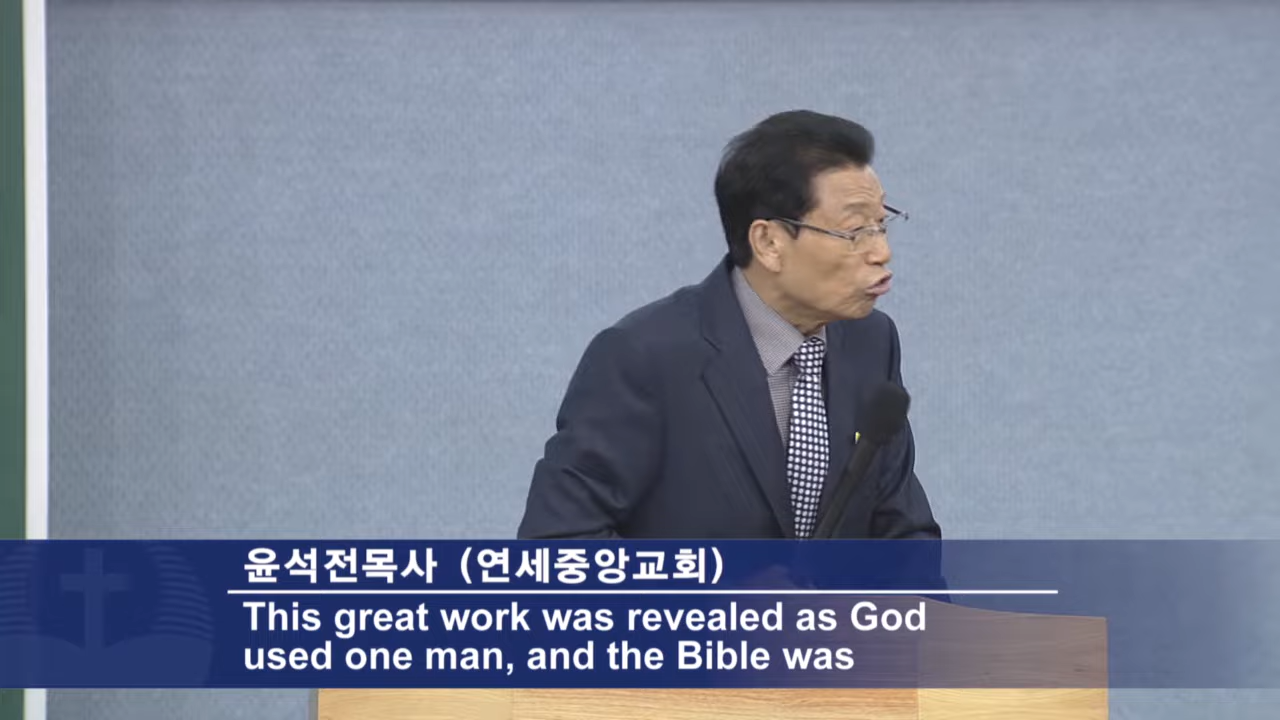 윤석전목사 (연세중앙교회)
This great work was revealed as God
used one man, and the Bible was